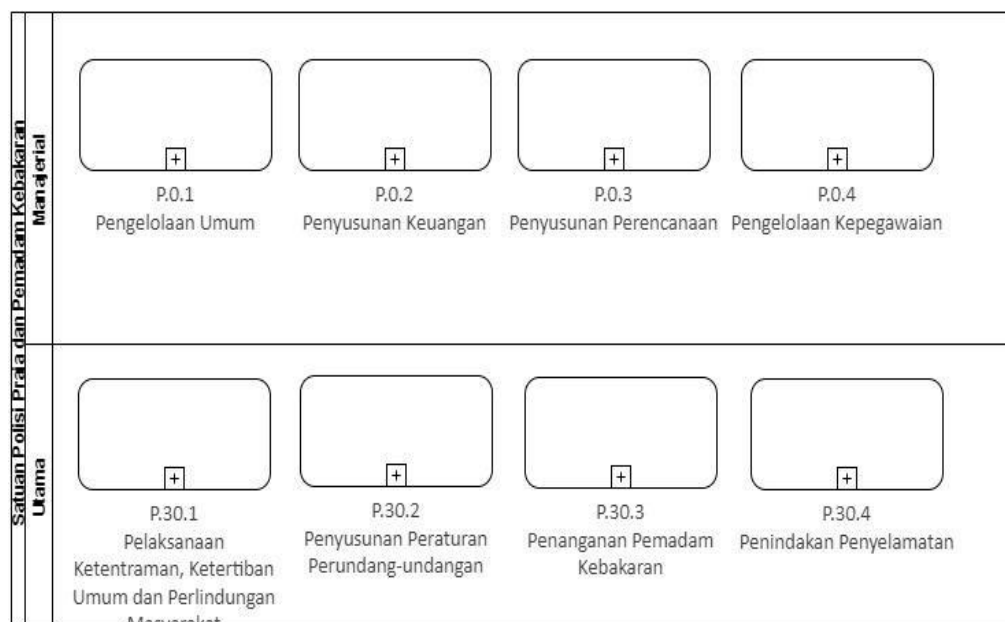 Satuan Polisi Praja dan Pemadam Kebakaran
Manajerial
P.0.1
Pengelolaan Umum
P.0.2
Penyusunan Keuangan
P.0.3
Penyusunan Perencanaan
P.0.4
Pengelolaan Kepegawaian
Utama
P.30.1
Pelaksanaan
Ketentraman, Ketertiban
Umum dan Perlindungan
Masyarakat
P.30.2
Penyusunan Peraturan
Perundang-undangan
P.30.3
Penanganan Pemadam
Kebakaran
P.30.4
Penindakan Penyelamatan